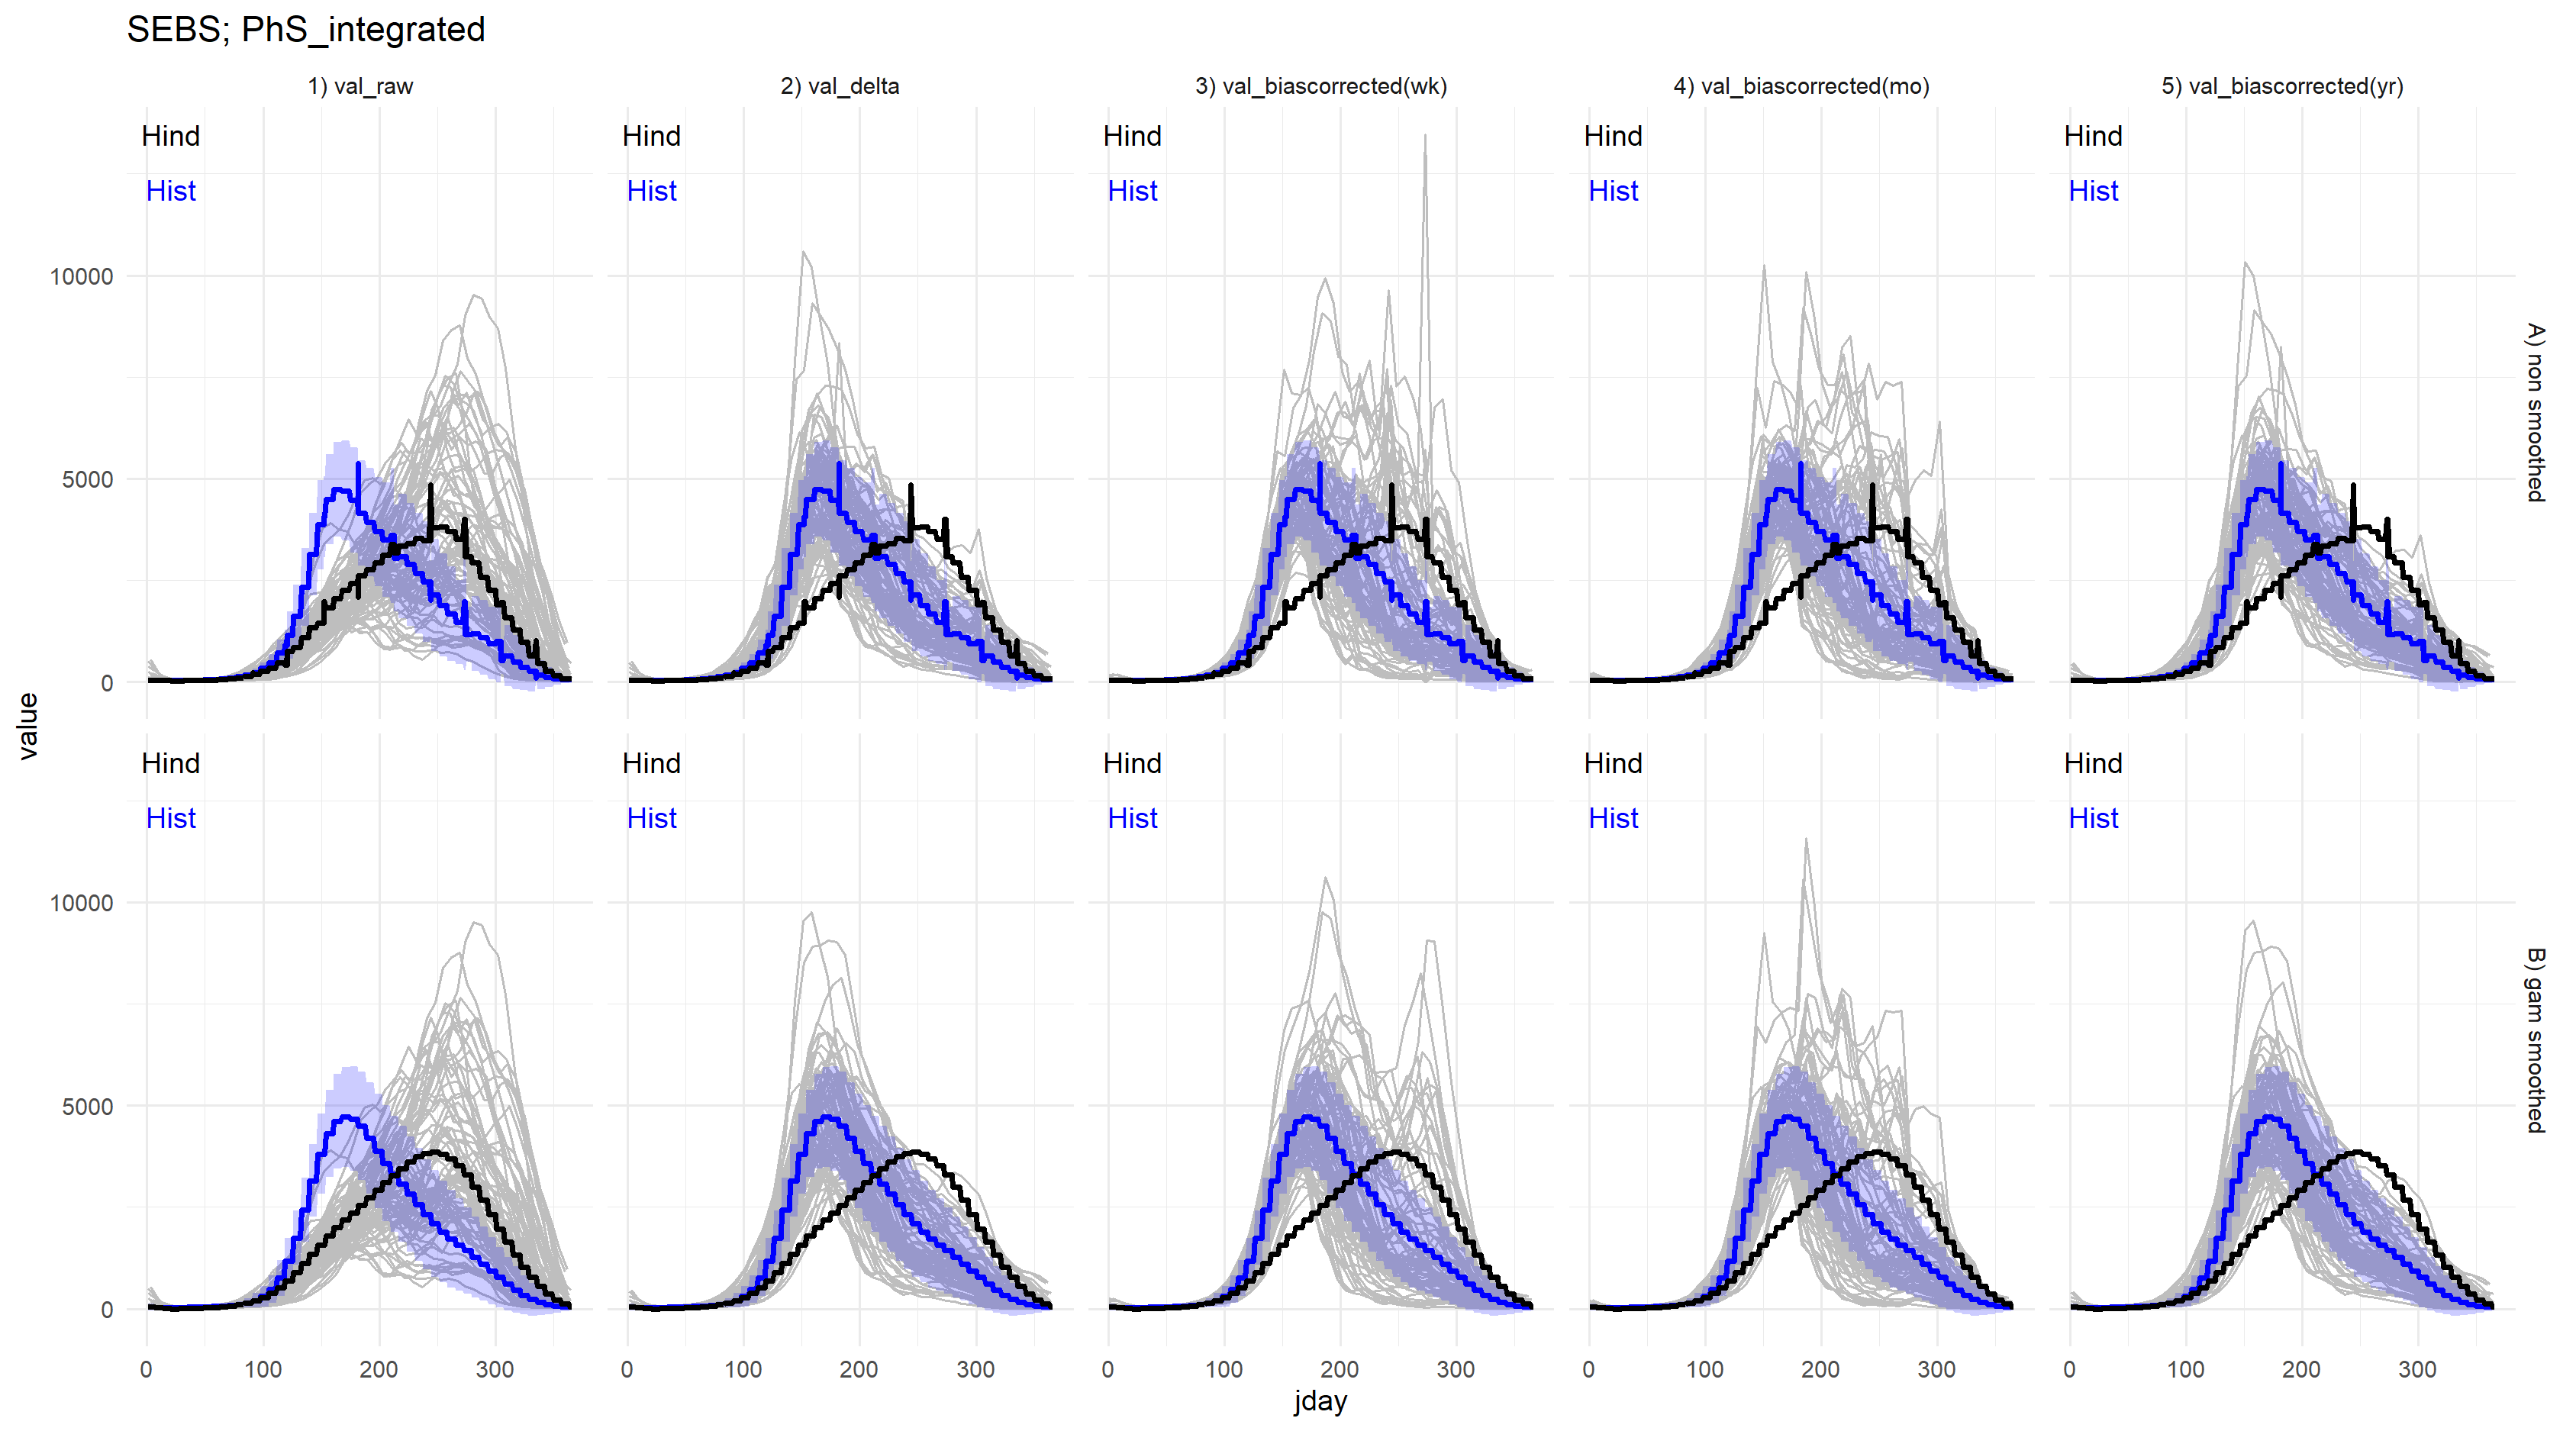 SEBS; PhS_integrated
1) val_raw
2) val_delta
3) val_biascorrected(wk)
4) val_biascorrected(mo)
5) val_biascorrected(yr)
Hind
Hist
Hind
Hist
Hind
Hist
Hind
Hist
Hind
Hist
10000
5000
0
A) non smoothed
value
Hind
Hist
Hind
Hist
Hind
Hist
Hind
Hist
Hind
Hist
10000
5000
0
B) gam smoothed
0 100 200 300
0 100 200 300
0 100 200 300
0 100 200 300
0 100 200 300
jday